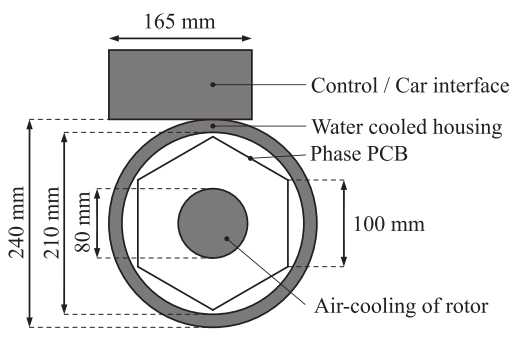 165 mm
Control / Car interface
Water cooled housing
Phase PCB
240 mm
210 mm
80 mm
100 mm
Air-cooling of rotor